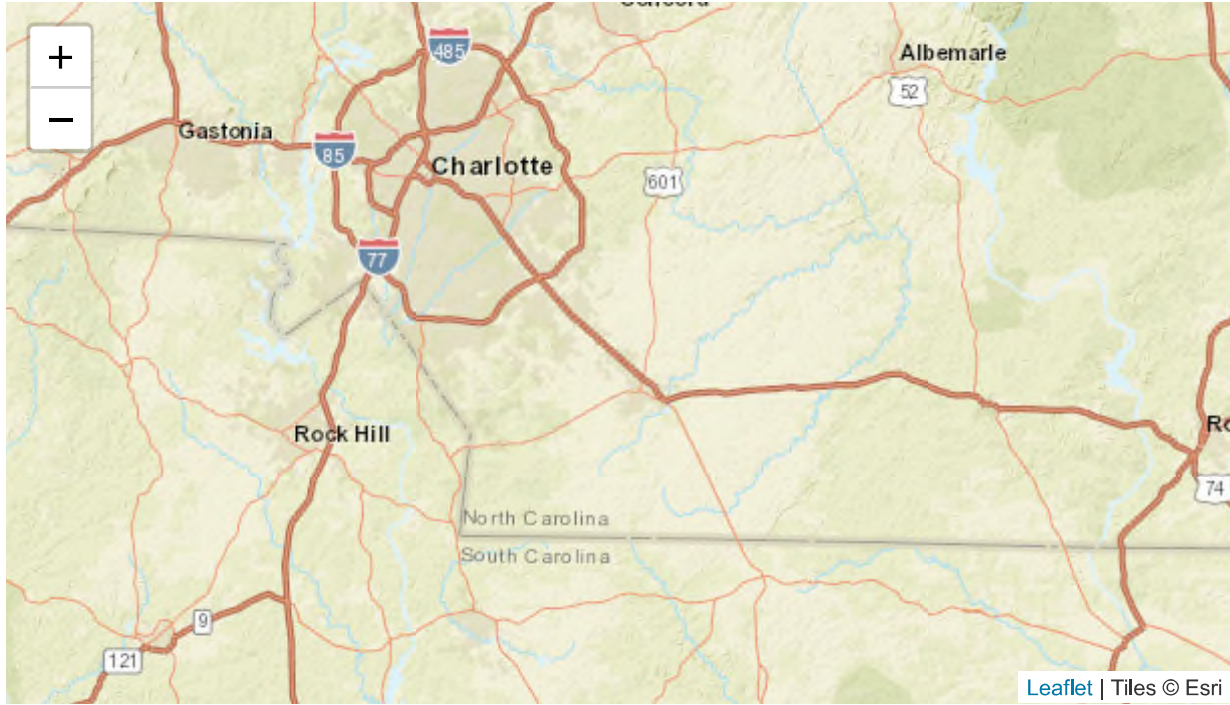 +
−
485
Albemarle
52
Gastonia
85
Charlotte
601
77
Rock Hill
74
North Carolina
South Carolina
9
121
Leaflet | Tiles © Esri